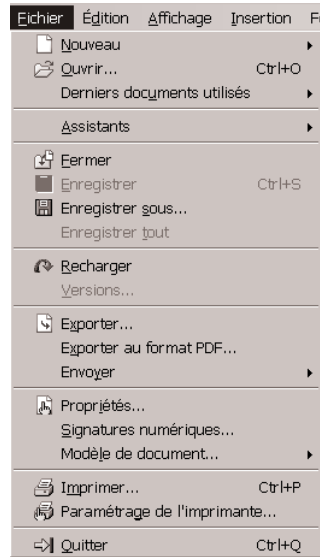 Fichier Édition Affichage Insertion F
Nouveau
Ouvrir... Ctrl+O
Derniers documents utilisés
Assistants
Fermer
Enregistrer Ctrl+S
Enregistrer sous...
Enregistrer tout
Recharger
Versions...
Exporter...
Exporter au format PDF...
Envoyer
Propriétés...
Signatures numériques...
Modèle de document...
Imprimer... Ctrl+P
Paramétrage de l'imprimante...
Quitter Ctrl+Q